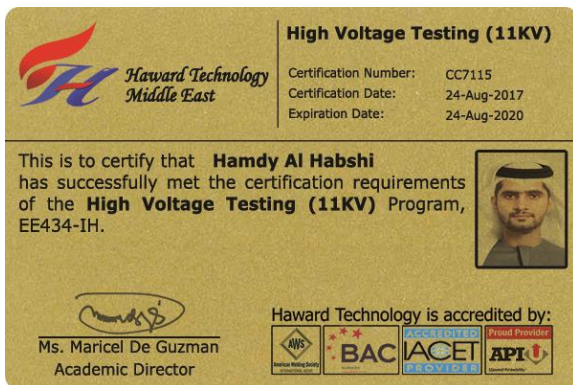 Haward Technology
Middle East
High Voltage Testing (11KV)
Certification Number: CC7115
Certification Date: 24-Aug-2017
Expiration Date: 24-Aug-2020
This is to certify that Hamdy Al Habshi
has successfully met the certification requirements
of the High Voltage Testing (11KV) Program,
EE434-IH.
Ms. Maricel De Guzman
Academic Director
Haward Technology is accredited by:
AWS
American Welding Society
BAC
ACCREDITED
IACET
PROVIDER
Proud Provider
API